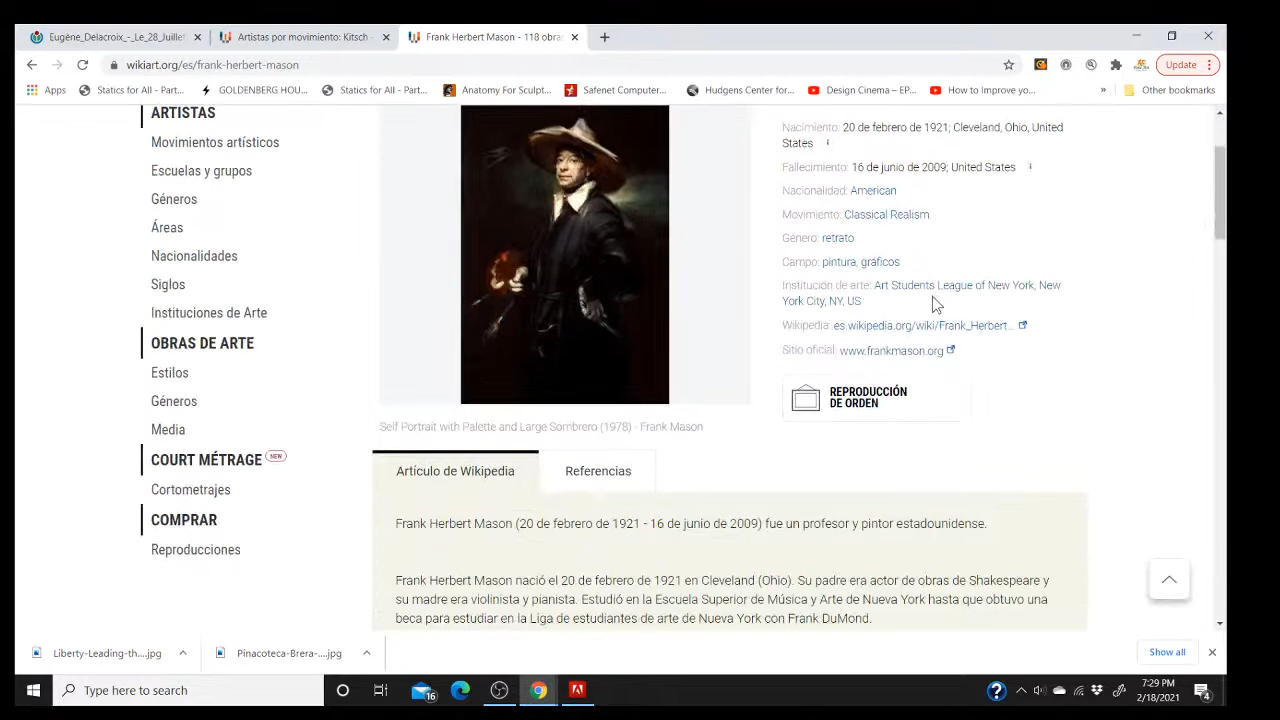 Eugène_Delacroix_-_Le_28_Juillet
Artistas por movimiento: Kitsch -
Frank Herbert Mason - 118 obras
wikiart.org/es/frank-herbert-mason
Update
Apps
Statics for All - Part...
GOLDENBERG HOU...
Statics for All - Part...
Anatomy For Sculpt...
Safenet Computer...
Hudgens Center for...
Design Cinema – EP...
How to Improve yo...
»
Other bookmarks
ARTISTAS
Movimientos artísticos
Escuelas y grupos
Géneros
Áreas
Nacionalidades
Siglos
Instituciones de Arte
OBRAS DE ARTE
Estilos
Géneros
Media
COURT MÉTRAGE NEW
Cortometrajes
COMPRAR
Reproducciones
Nacimiento: 20 de febrero de 1921; Cleveland, Ohio, United
States
Fallecimiento: 16 de junio de 2009; United States
Nacionalidad: American
Movimiento: Classical Realism
Género: retrato
Campo: pintura, gráficos
Institución de arte: Art Students League of New York, New
York City, NY, US
Wikipedia: es.wikipedia.org/wiki/Frank_Herbert...
Sitio oficial: www.frankmason.org
REPRODUCCIÓN
DE ORDEN
Self Portrait with Palette and Large Sombrero (1978) - Frank Mason
Artículo de Wikipedia
Referencias
Frank Herbert Mason (20 de febrero de 1921 - 16 de junio de 2009) fue un profesor y pintor estadounidense.
Frank Herbert Mason nació el 20 de febrero de 1921 en Cleveland (Ohio). Su padre era actor de obras de Shakespeare y
su madre era violinista y pianista. Estudió en la Escuela Superior de Música y Arte de Nueva York hasta que obtuvo una
beca para estudiar en la Liga de estudiantes de arte de Nueva York con Frank DuMond.
Liberty-Leading-th....jpg
Pinacoteca-Brera-....jpg
Show all
Type here to search
16
7:29 PM
2/18/2021
4